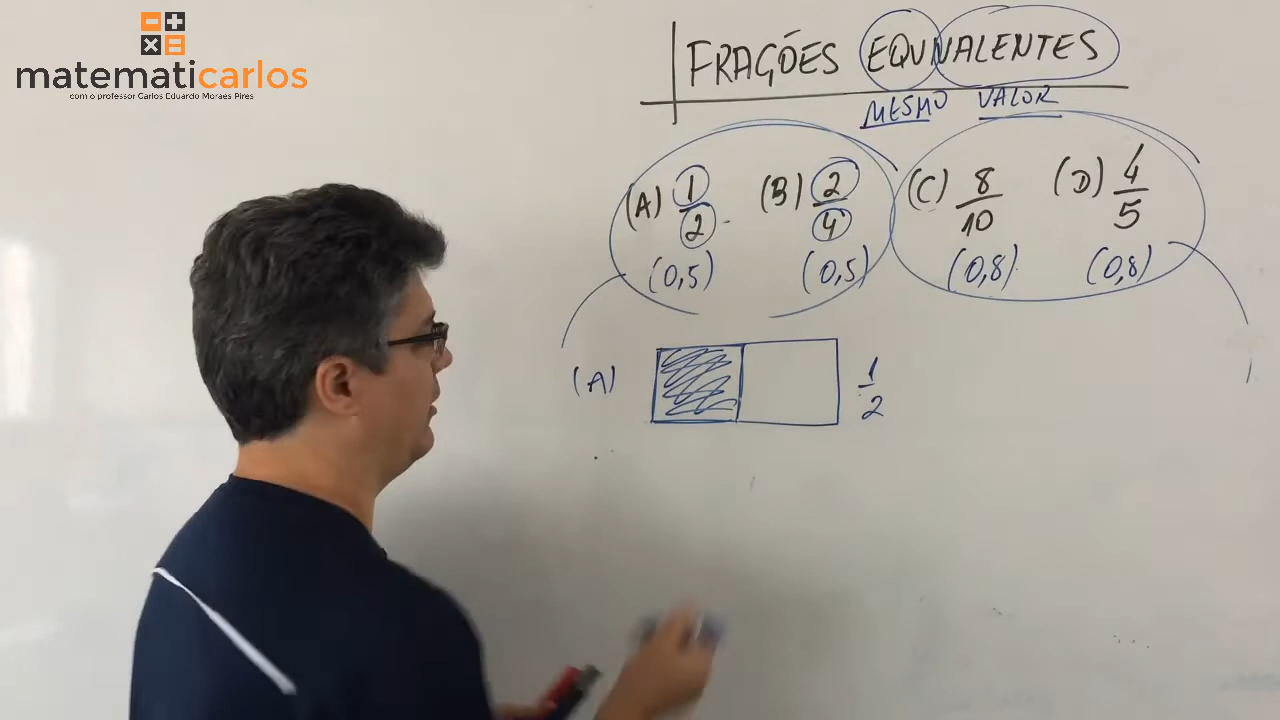 matematicarlos
com o professor Carlos Eduardo Moraes Pires
FRAÇÕES EQUIVALENTES
MESMO VALOR
(A) 1/2 (B) 2/4 (C) 8/10 (D) 4/5
(0,5) (0,5) (0,8) (0,8)
(A) 1/2